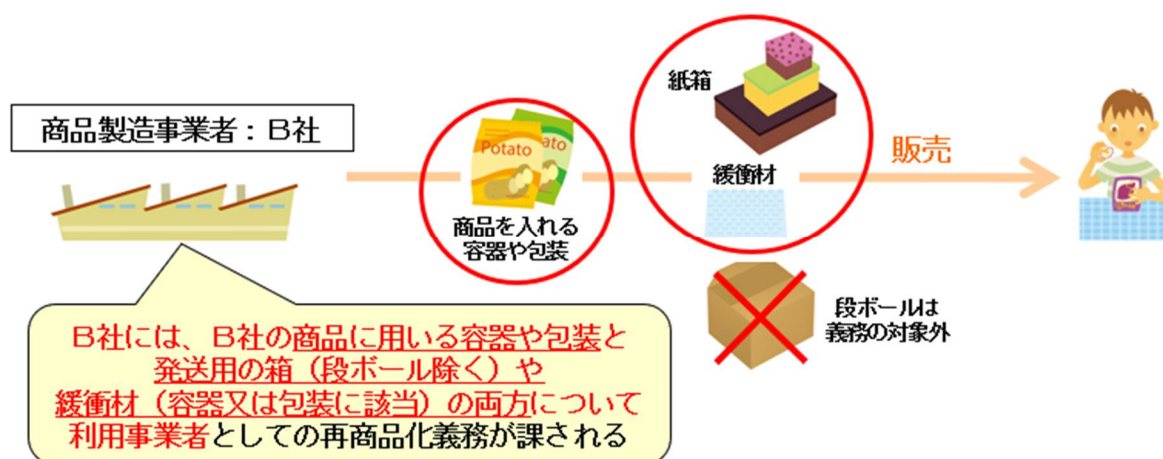 商品製造事業者：B社
Potato
ato
商品を入れる
容器や包装
紙箱
緩衝材
販売
段ボールは
義務の対象外
B社には、B社の商品に用いる容器や包装と
発送用の箱（段ボール除く）や
緩衝材（容器又は包装に該当）の両方について
利用事業者としての再商品化義務が課される